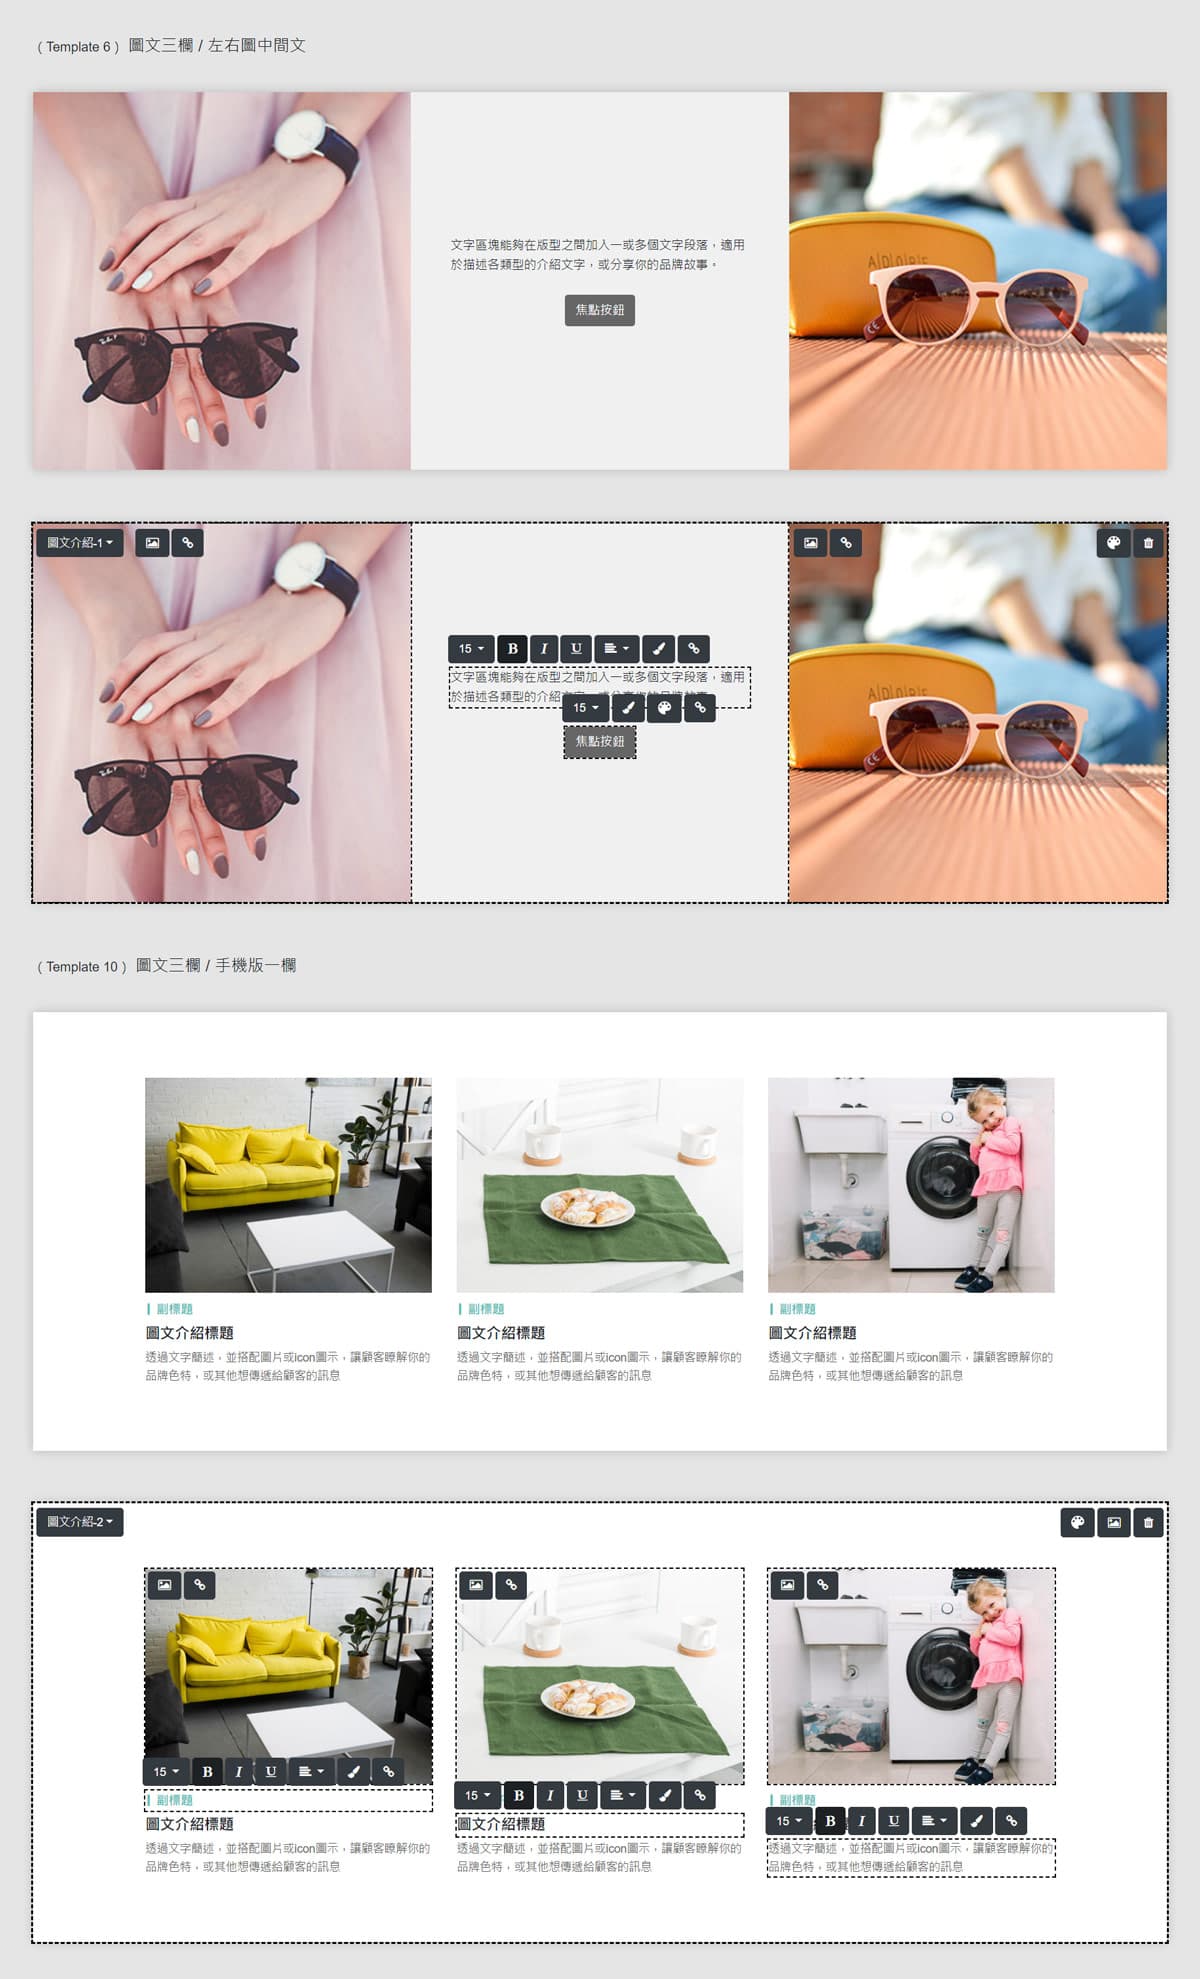 ( Template 6 ) 圖文三欄 / 左右圖中間文
文字區塊能夠在版型之間加入一或多個文字段落，適用
於描述各類型的介紹文字，或分享你的品牌故事。
焦點按鈕
圖文介紹-1
15 B I U
文字區塊能夠在版型之間加入一或多個文字段落，適用
於描述各類型的介紹
15
焦點按鈕
( Template 10 ) 圖文三欄 / 手機版一欄
副標題 副標題 副標題
圖文介紹標題 圖文介紹標題 圖文介紹標題
透過文字簡述，並搭配圖片或icon圖示，讓顧客瞭解你的 透過文字簡述，並搭配圖片或icon圖示，讓顧客瞭解你的 透過文字簡述，並搭配圖片或icon圖示，讓顧客瞭解你的
品牌色特，或其他想傳遞給顧客的訊息 品牌色特，或其他想傳遞給顧客的訊息 品牌色特，或其他想傳遞給顧客的訊息
圖文介紹-2
15 B I U
副標題
圖文介紹標題
透過文字簡述，並搭配圖片或icon圖示，讓顧客瞭解你的
品牌色特，或其他想傳遞給顧客的訊息
15 B I U
圖文介紹標題
透過文字簡述，並搭配圖片或icon圖示，讓顧客瞭解你的
品牌色特，或其他想傳遞給顧客的訊息
副標題
15 B I U
透過文字簡述，並搭配圖片或icon圖示，讓顧客瞭解你的
品牌色特，或其他想傳遞給顧客的訊息